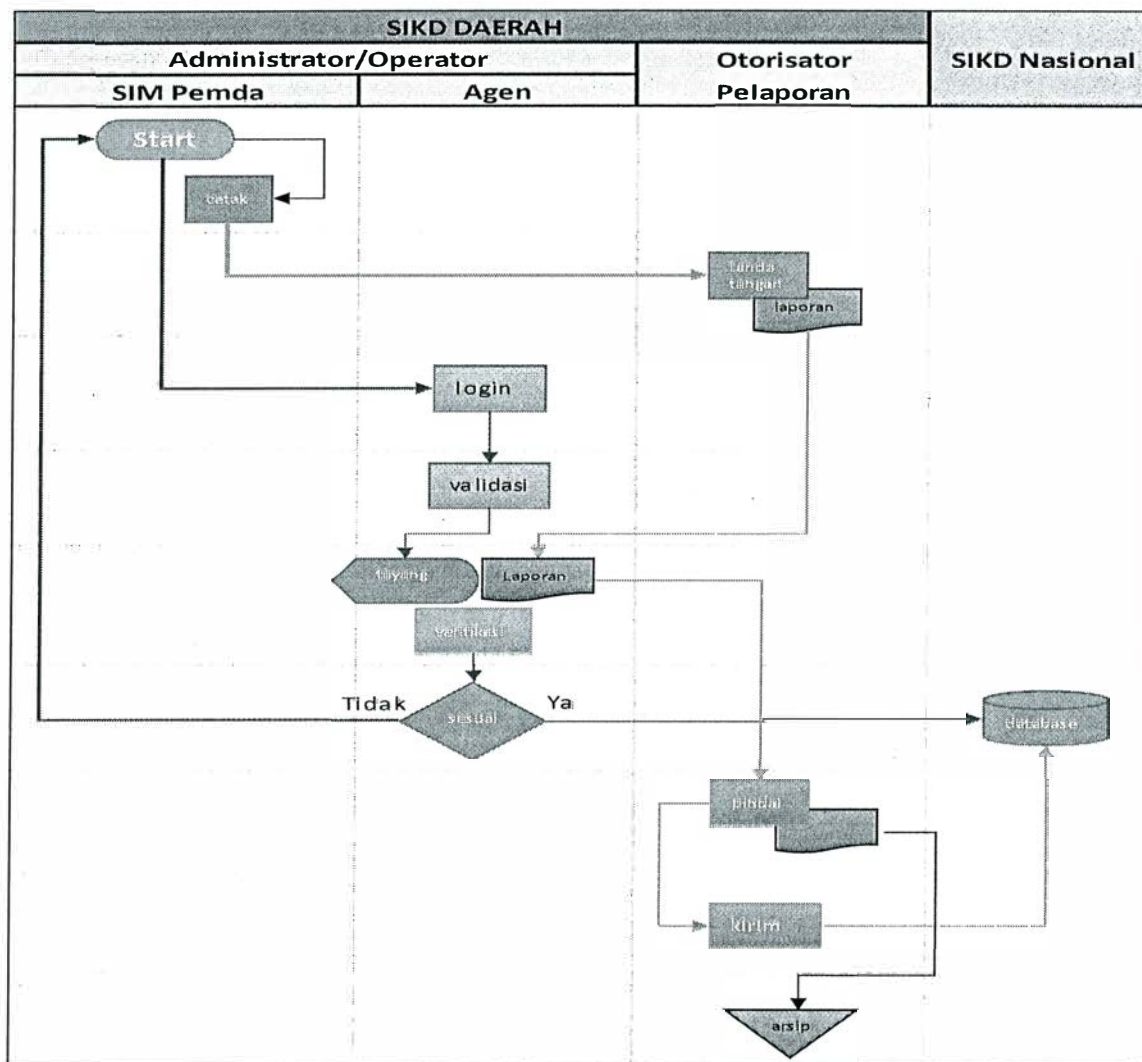 SIKD DAERAH
Administrator/Operator
Otorisator
Pelaporan
SIKD Nasional
SIM Pemda
Agen
Start
cetak
tanda
tangan
laporan
login
validasi
tayang
Laporan
verifikasi
Tidak
sesuai
Ya
database
pindai
kirim
arsip